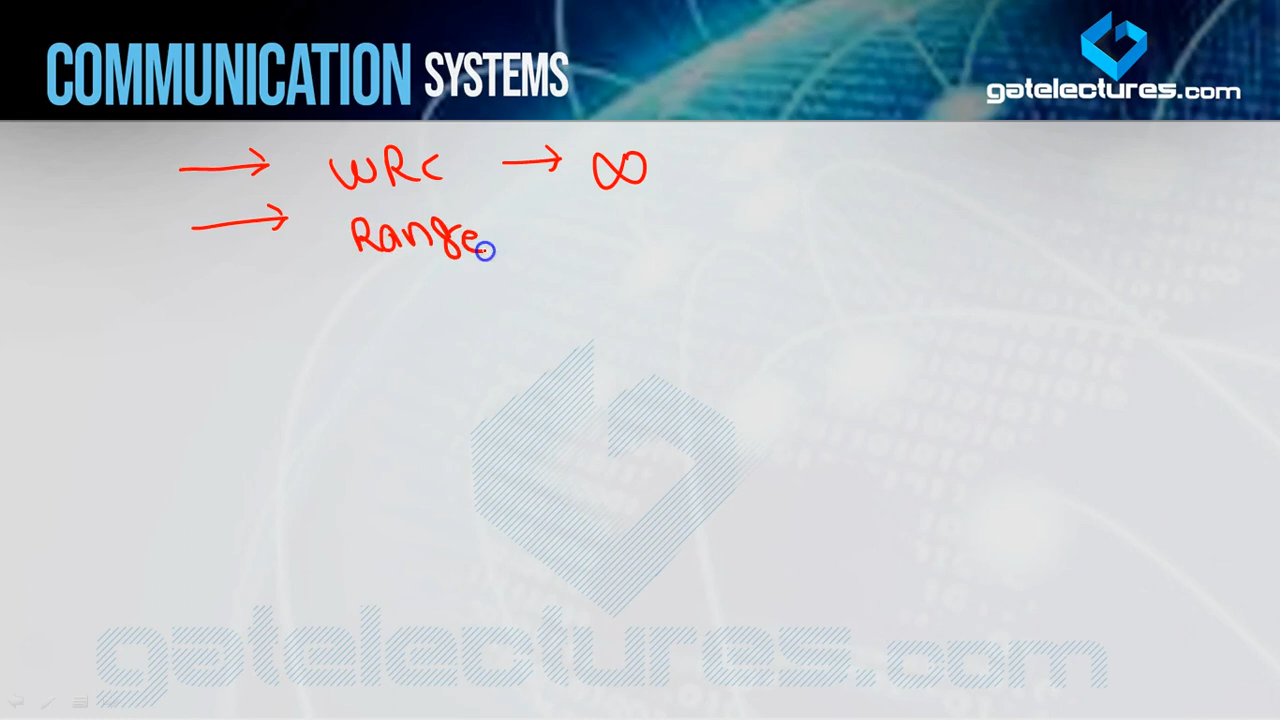 COMMUNICATION SYSTEMS
gatelectures.com
→ WRC → ∞
→ Range
gatelectures.com